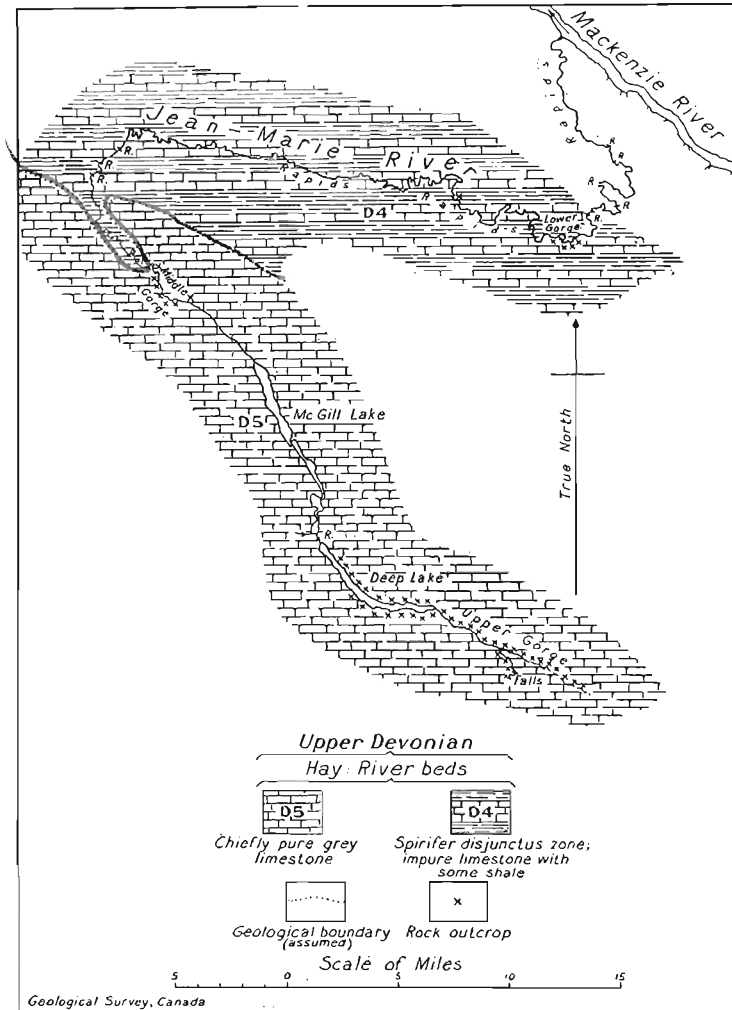 Mackenzie River
Rapids
Jean-Marie River
R.
R.
Rapids
Rapids
R
R
R.
R
R.
D4
Lower
Gorge
Middle
Gorge
McGill Lake
D5
True North
R.
Deep Lake
Upper Gorge
Falls
Upper Devonian
Hay River beds
D5
D4
Chiefly pure grey
limestone
Spirifer disjunctus zone;
impure limestone with
some shale
Geological boundary
(assumed)
Rock outcrop
Scale of Miles
5 0 5 10 15
Geological Survey, Canada